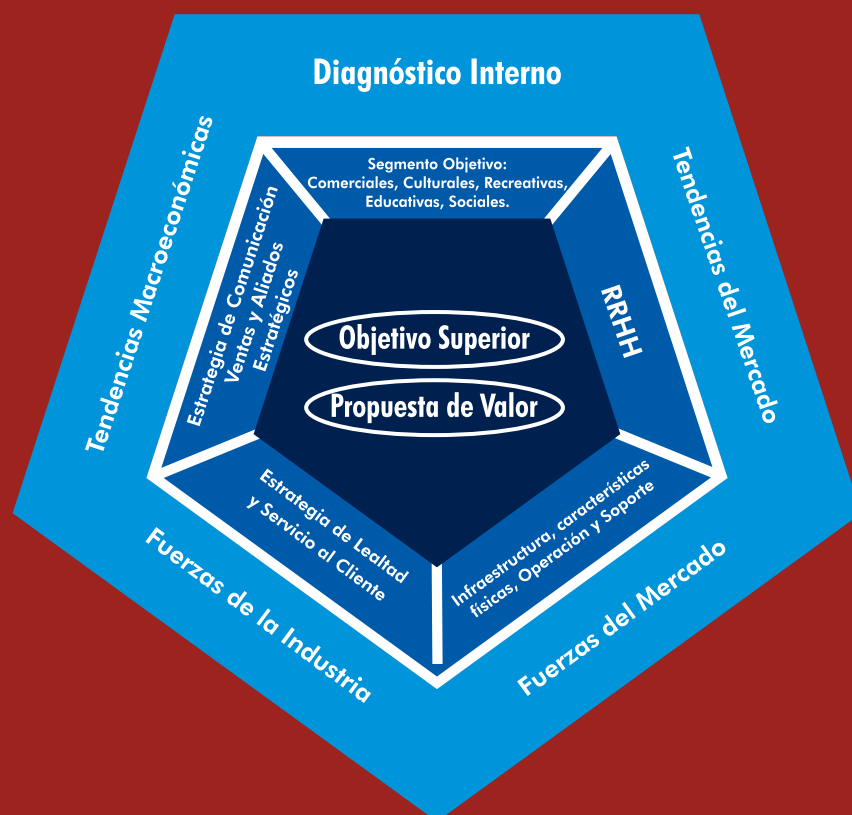 Diagnóstico Interno
Tendencias Macroeconómicas
Tendencias del Mercado
Segmento Objetivo:
Comerciales, Culturales, Recreativas,
Educativas, Sociales.
Estrategia de Comunicación
Ventas y Aliados
Estratégicos
RRHH
Objetivo Superior
Propuesta de Valor
Estrategia de Lealtad
y Servicio al Cliente
Infraestructura, características
físicas, Operación y Soporte
Fuerzas de la Industria
Fuerzas del Mercado